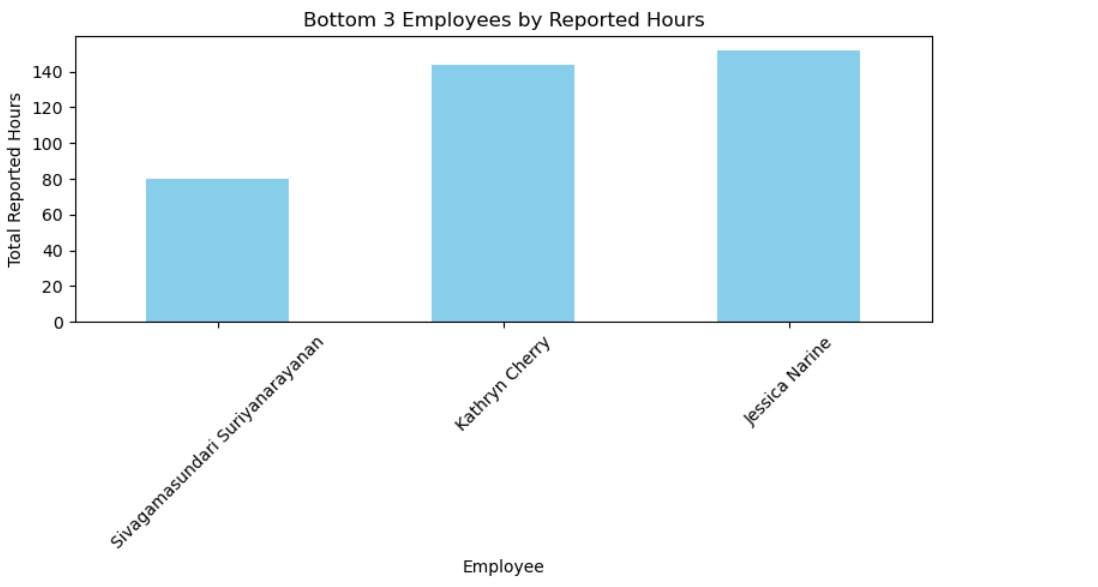 Bottom 3 Employees by Reported Hours
Total Reported Hours
140
120
100
80
60
40
20
0
Sivagamasundari Suriyanarayanan
Kathryn Cherry
Jessica Narine
Employee